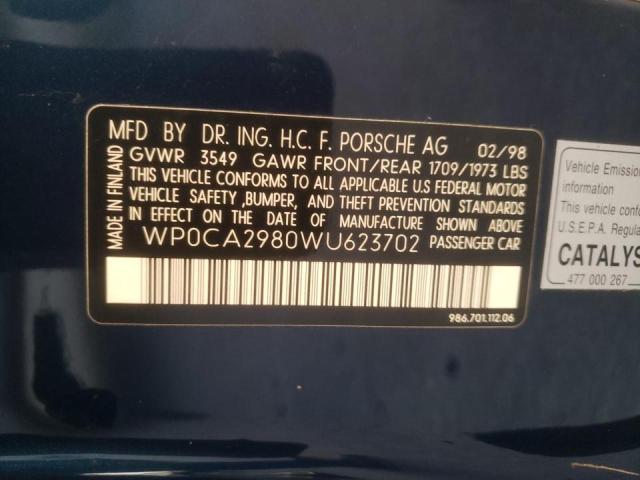 MFD BY DR. ING. H.C. F. PORSCHE AG 02/98
GVWR 3549 GAWR FRONT/REAR 1709/1973 LBS
THIS VEHICLE CONFORMS TO ALL APPLICABLE U.S FEDERAL MOTOR
VEHICLE SAFETY ,BUMPER, AND THEFT PREVENTION STANDARDS
IN EFFECT ON THE DATE OF MANUFACTURE SHOWN ABOVE
WP0CA2980WU623702 PASSENGER CAR
MADE IN FINLAND
986.701.112.06
Vehicle Emission
information
This vehicle conf
U.S.E.P.A. Regula
CATALYS
477 000 267